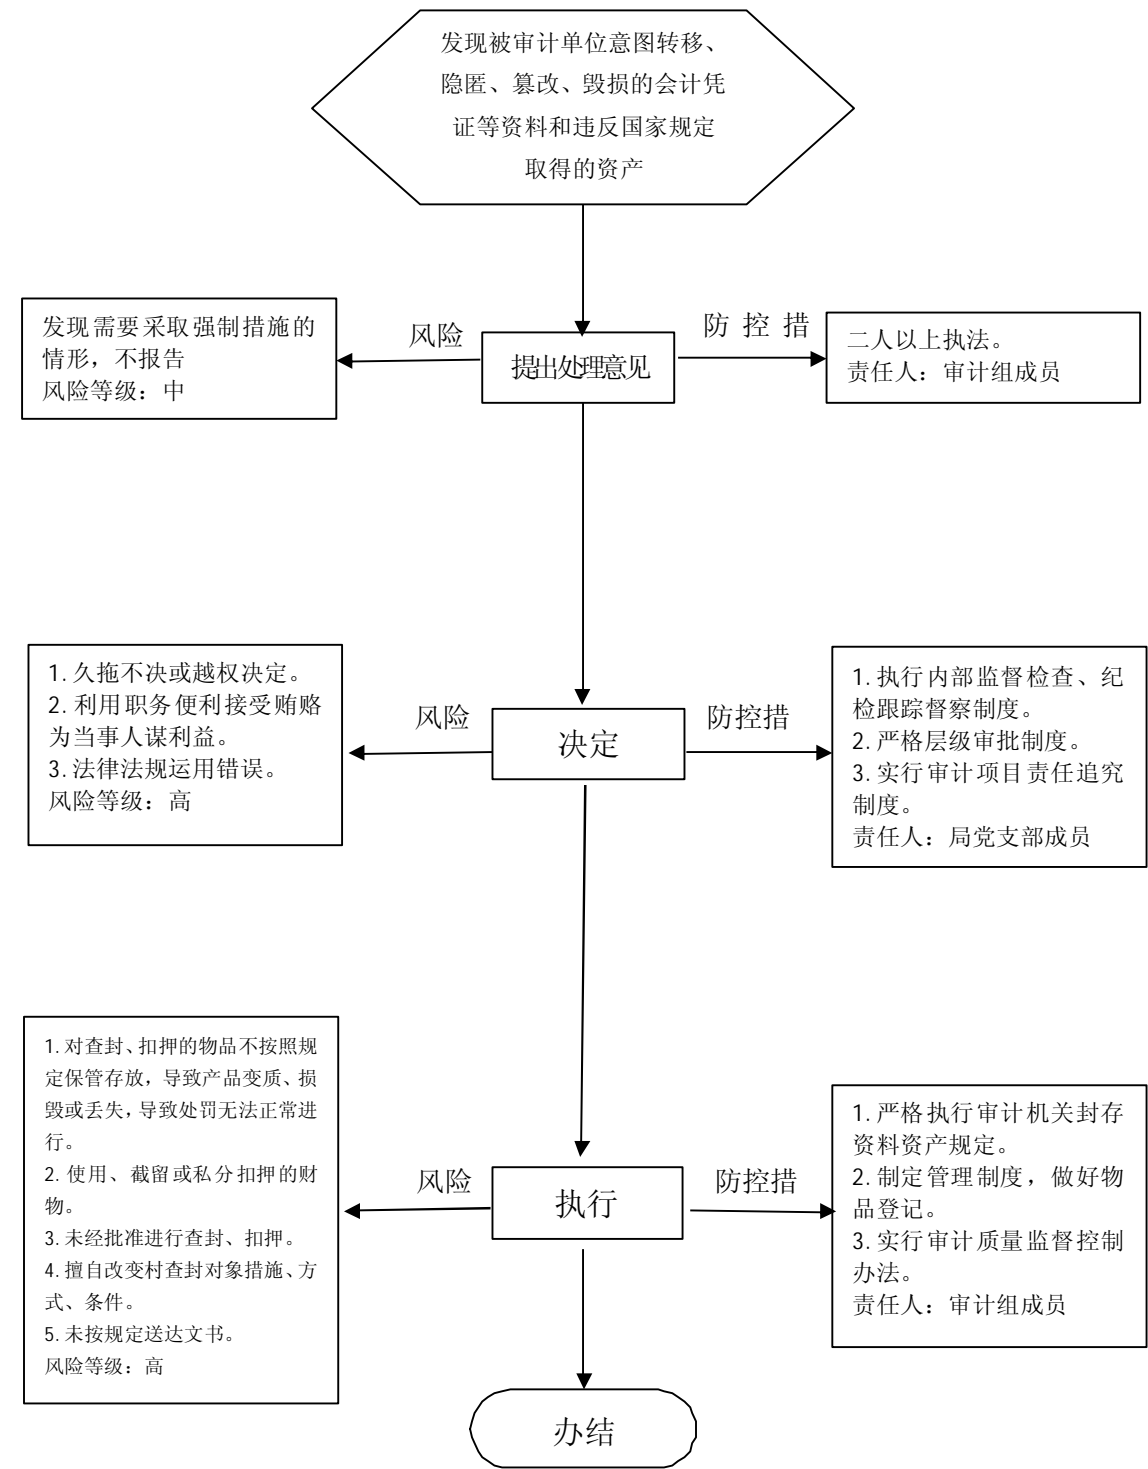 发现被审计单位意图转移、
隐匿、篡改、毁损的会计凭
证等资料和违反国家规定
取得的资产
发现需要采取强制措施的
情形，不报告
风险等级：中
风险
提出处理意见
防 控 措
二人以上执法。
责任人：审计组成员
1.久拖不决或越权决定。
2.利用职务便利接受贿赂
为当事人谋利益。
3.法律法规运用错误。
风险等级：高
风险
决定
防控措
1.执行内部监督检查、纪
检跟踪督察制度。
2.严格层级审批制度。
3.实行审计项目责任追究
制度。
责任人：局党支部成员
1.对查封、扣押的物品不按照规
定保管存放，导致产品变质、损
毁或丢失，导致处罚无法正常进
行。
2.使用、截留或私分扣押的财
物。
3.未经批准进行查封、扣押。
4.擅自改变村查封对象措施、方
式、条件。
5.未按规定送达文书。
风险等级：高
风险
执行
防控措
1.严格执行审计机关封存
资料资产规定。
2.制定管理制度，做好物
品登记。
3.实行审计质量监督控制
办法。
责任人：审计组成员
办结